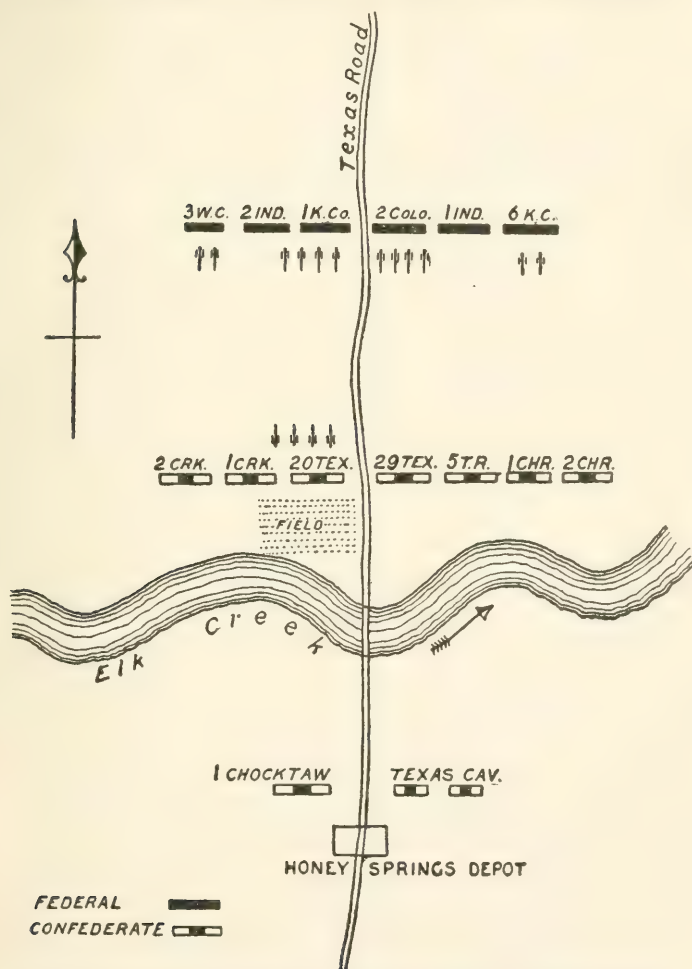 Texas Road
3 W.C. 2 IND. 1 K.CO. 2 COLO. 1 IND. 6 K.C.
2 CRK. 1 CRK. 20 TEX. 29 TEX. 5 T.R. 1 CHR. 2 CHR.
FIELD
Elk Creek
1 CHOCKTAW TEXAS CAV.
HONEY SPRINGS DEPOT
FEDERAL
CONFEDERATE